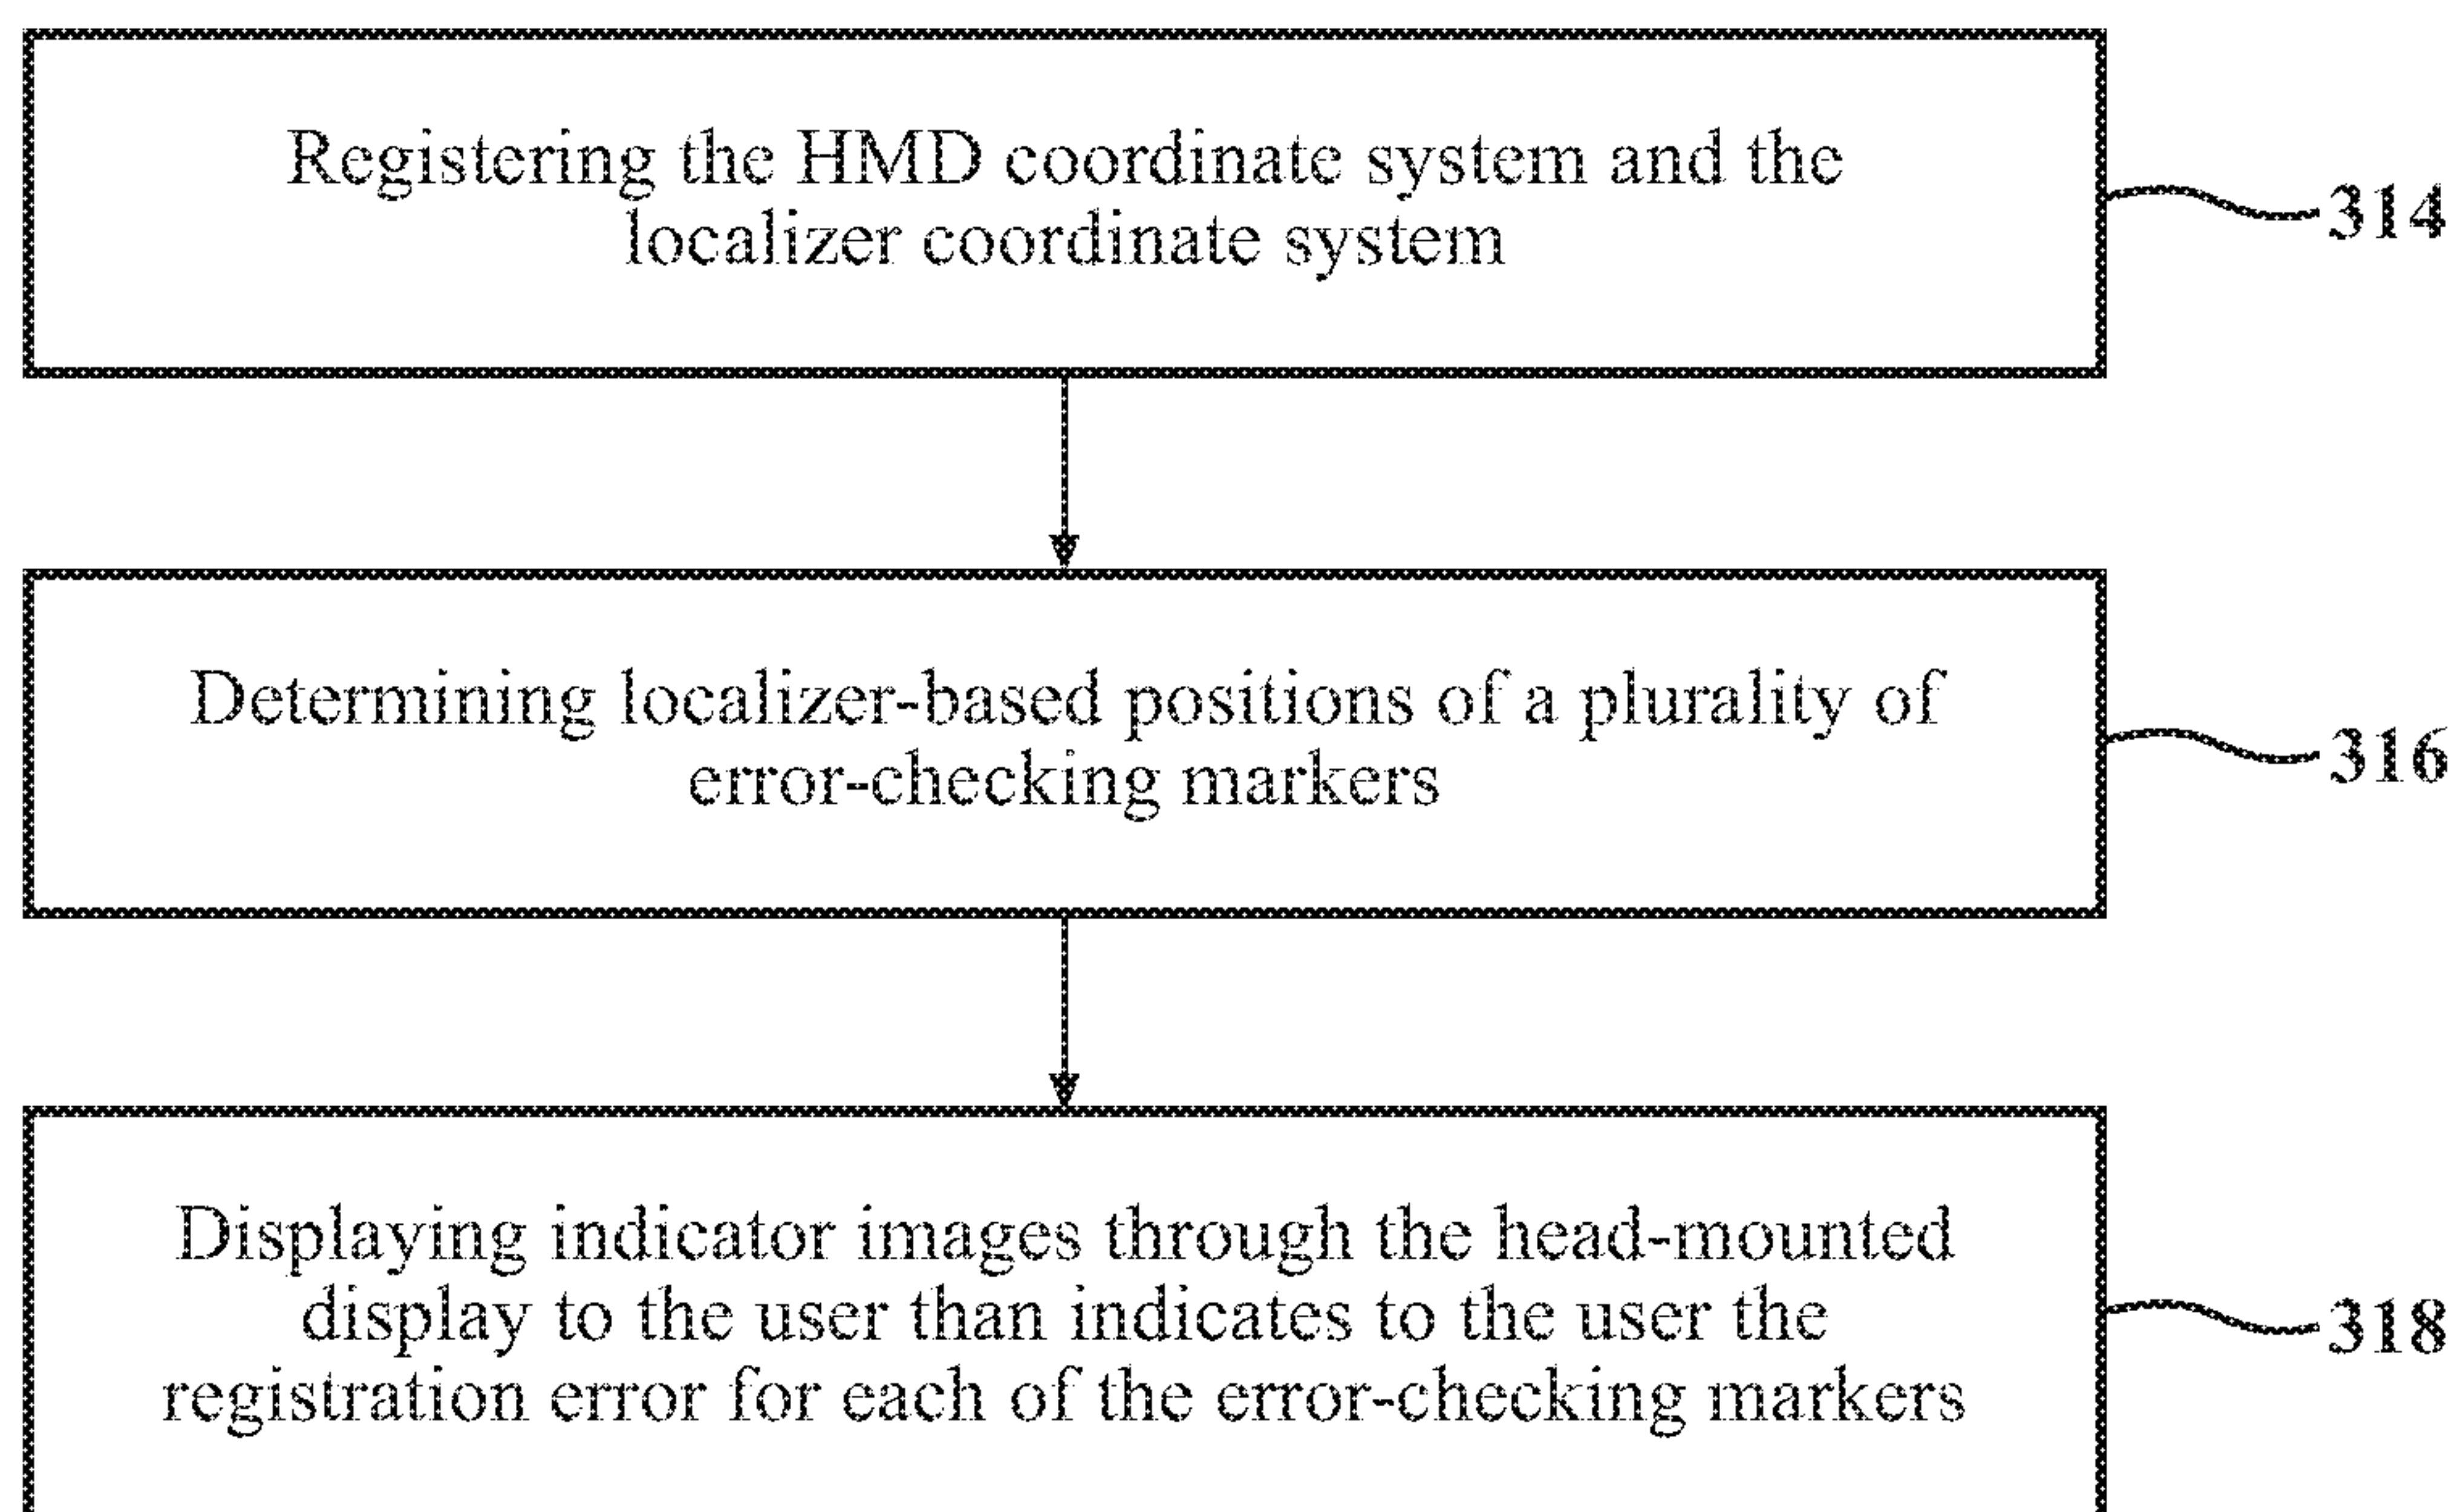 Registering the HMD coordinate system and the
localizer coordinate system
314
Determining localizer-based positions of a plurality of
error-checking markers
316
Displaying indicator images through the head-mounted
display to the user than indicates to the user the
registration error for each of the error-checking markers
318